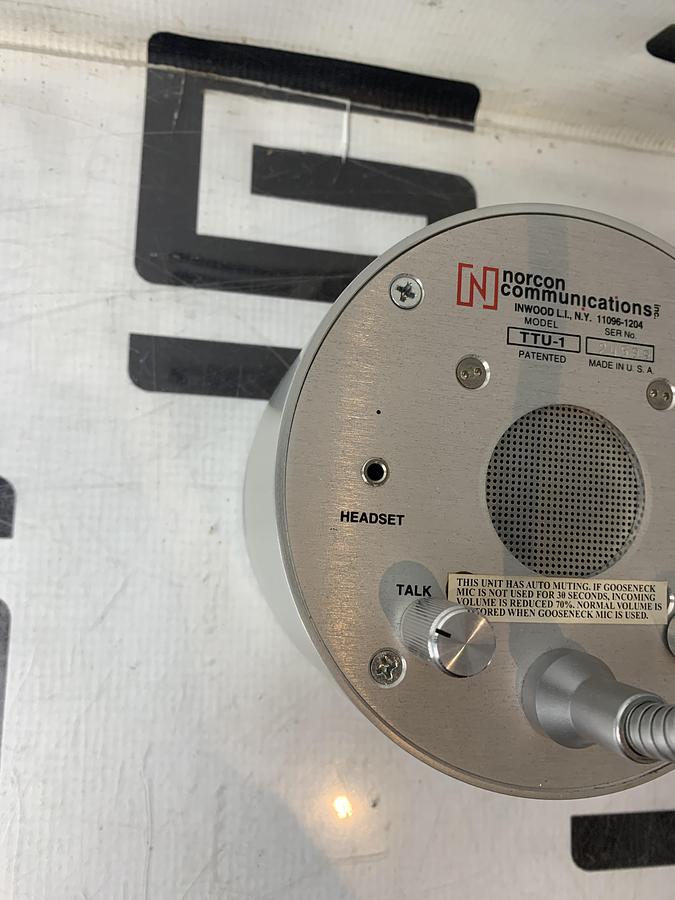 norcon
communications inc.
INWOOD L.I., N.Y. 11096-1204
MODEL SER No.
TTU-1
PATENTED MADE IN U.S.A.
HEADSET
TALK
THIS UNIT HAS AUTO MUTING. IF GOOSENECK
MIC IS NOT USED FOR 30 SECONDS, INCOMING
VOLUME IS REDUCED 70%. NORMAL VOLUME IS
WHEN GOOSENECK MIC IS USED.